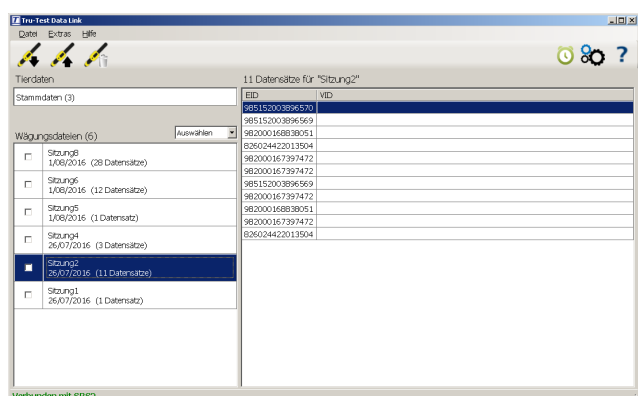 Tru-Test Data Link
Datei Extras Hilfe
Tierdaten
Stammdaten (3)
Wägungsdateien (6)
Auswählen
Sitzung8
1/08/2016 (28 Datensätze)
Sitzung6
1/08/2016 (12 Datensätze)
Sitzung5
1/08/2016 (1 Datensatz)
Sitzung4
26/07/2016 (3 Datensätze)
Sitzung2
26/07/2016 (11 Datensätze)
Sitzung1
26/07/2016 (1 Datensatz)
11 Datensätze für "Sitzung2"
EID VID
985152003896570
985152003896569
982000168838051
826024422013504
982000167397472
982000167397472
985152003896569
982000167397472
982000168838051
982000167397472
826024422013504
Verbunden mit SRS2